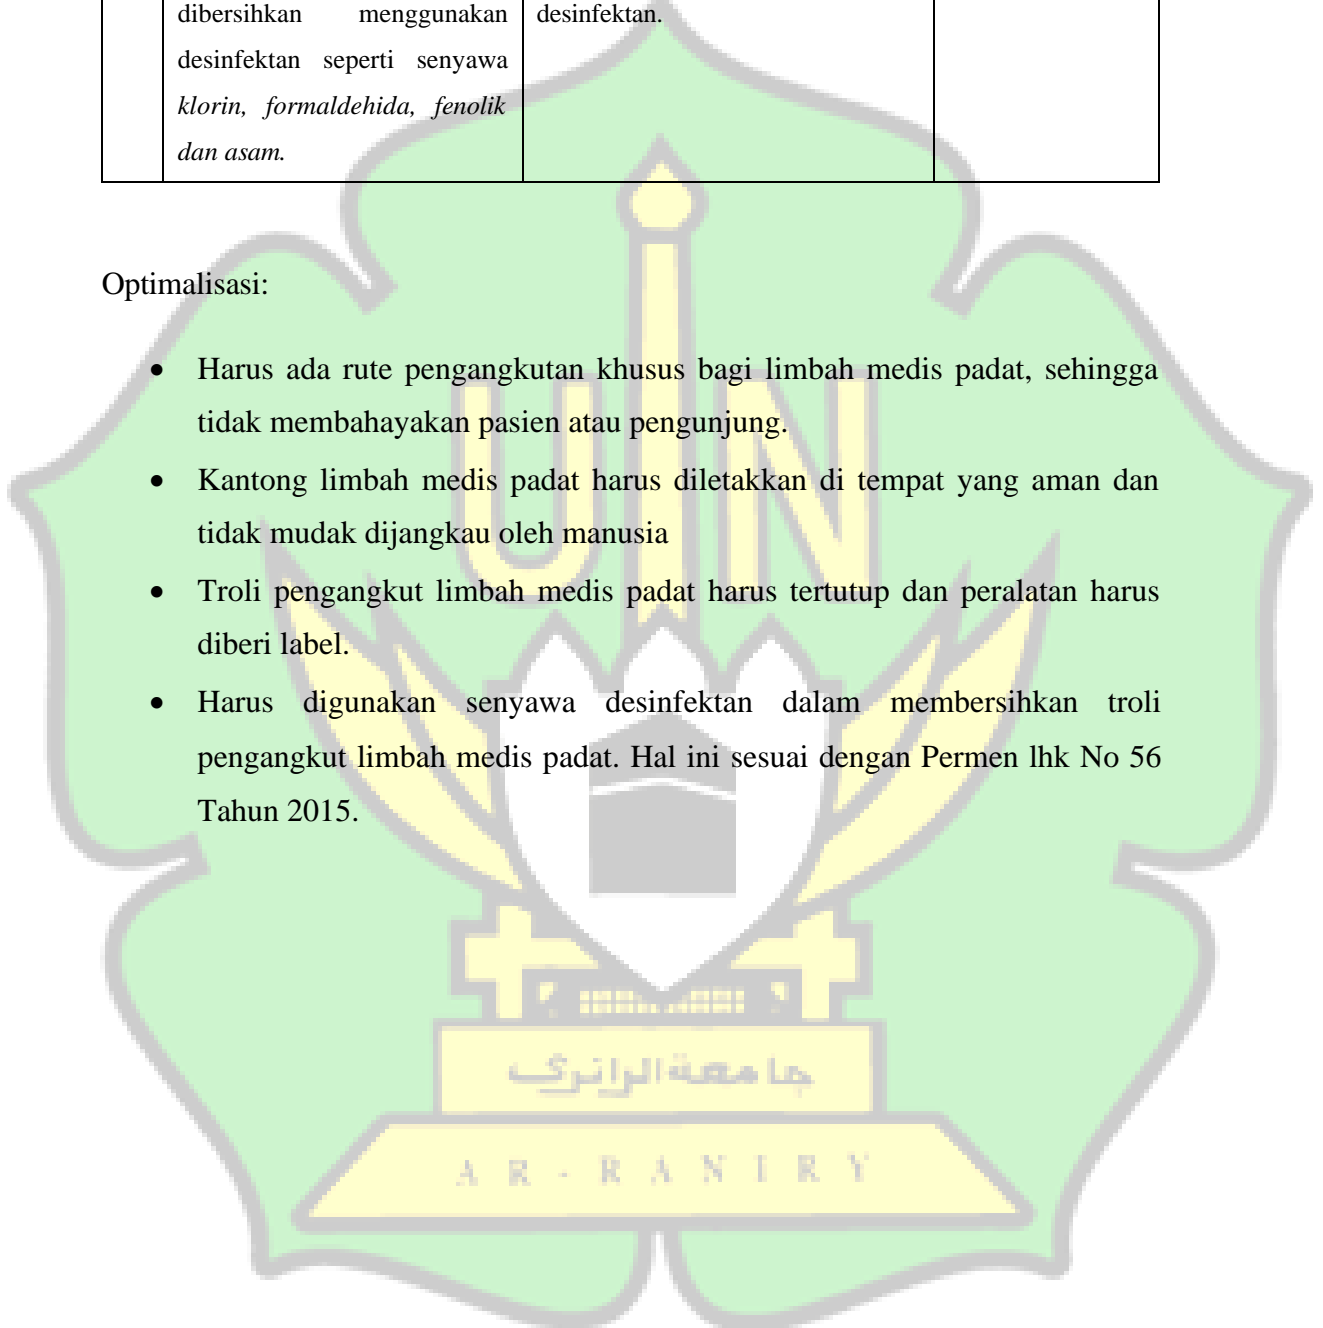 dibersihkan menggunakan desinfektan.
desinfektan seperti senyawa
klorin, formaldehida, fenolik
dan asam.
Optimalisasi:
• Harus ada rute pengangkutan khusus bagi limbah medis padat, sehingga
tidak membahayakan pasien atau pengunjung.
• Kantong limbah medis padat harus diletakkan di tempat yang aman dan
tidak mudak dijangkau oleh manusia
• Troli pengangkut limbah medis padat harus tertutup dan peralatan harus
diberi label.
• Harus digunakan senyawa desinfektan dalam membersihkan troli
pengangkut limbah medis padat. Hal ini sesuai dengan Permen lhk No 56
Tahun 2015.
UIN
جامعة الرانري
AR-RANIRY